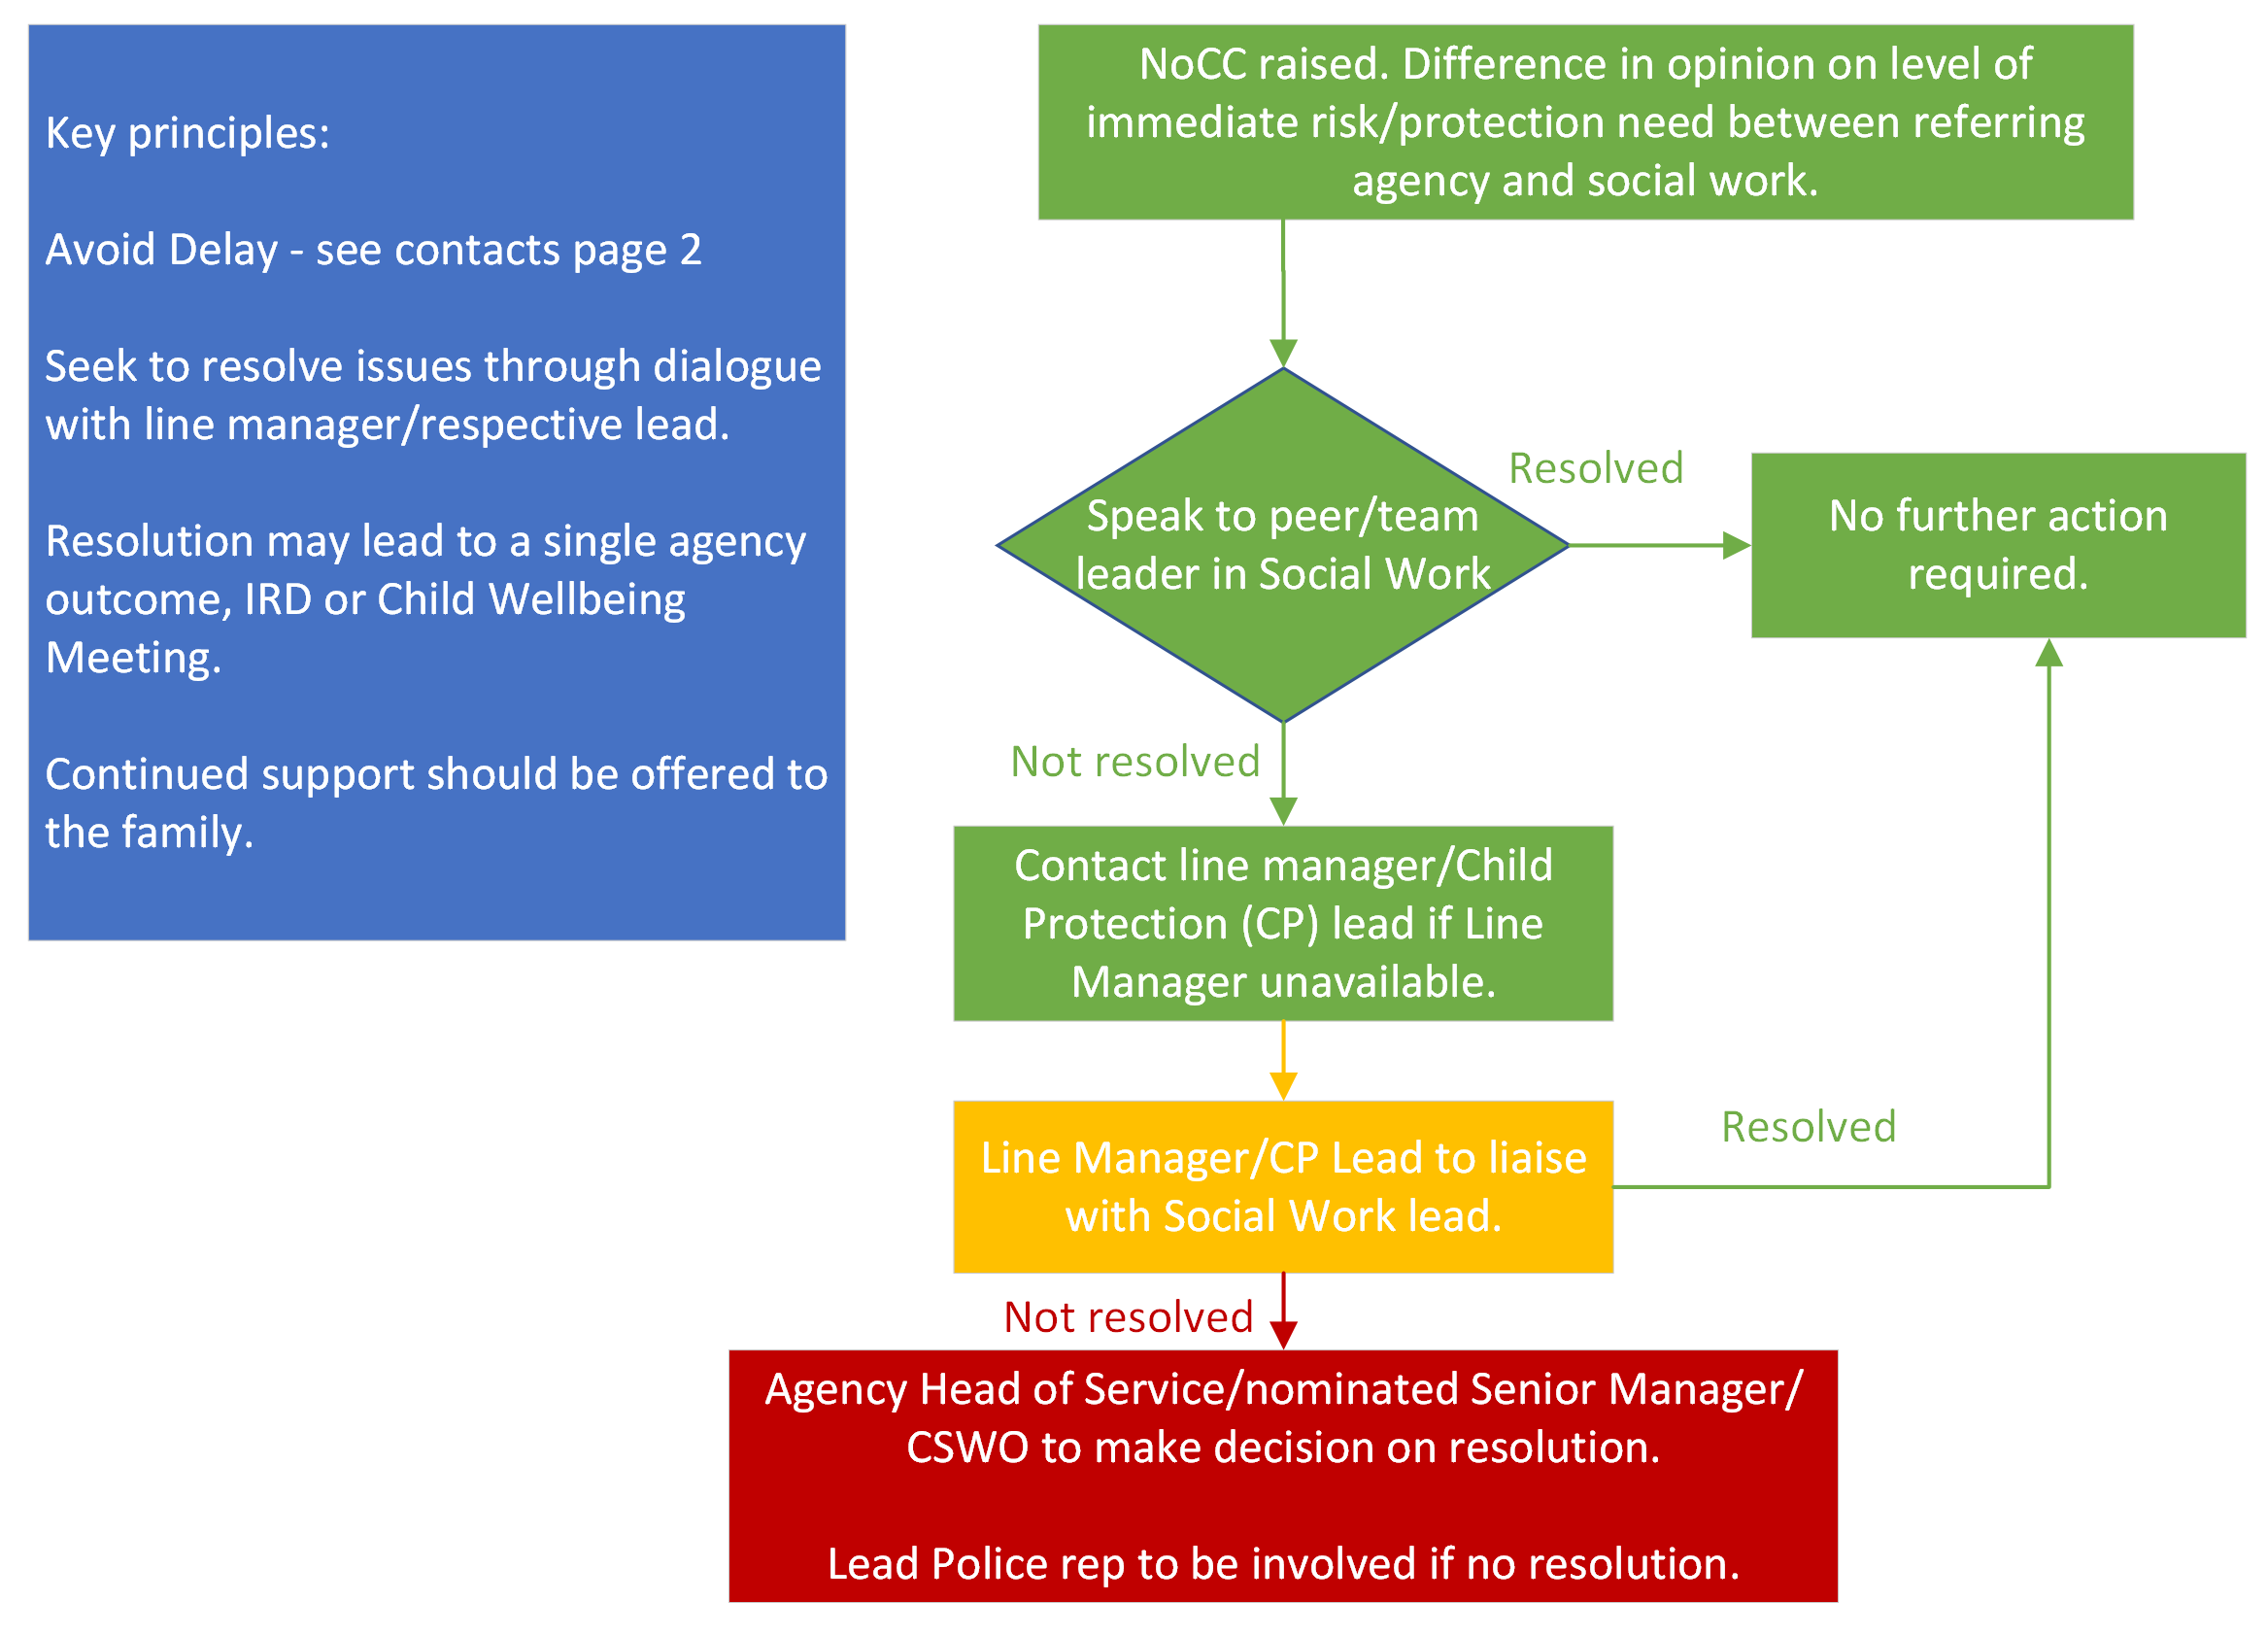 Key principles:
Avoid Delay - see contacts page 2
Seek to resolve issues through dialogue
with line manager/respective lead.
Resolution may lead to a single agency
outcome, IRD or Child Wellbeing
Meeting.
Continued support should be offered to
the family.
NoCC raised. Difference in opinion on level of
immediate risk/protection need between referring
agency and social work.
Speak to peer/team
leader in Social Work
Resolved
No further action
required.
Not resolved
Contact line manager/Child
Protection (CP) lead if Line
Manager unavailable.
Line Manager/CP Lead to liaise
with Social Work lead.
Resolved
Not resolved
Agency Head of Service/nominated Senior Manager/
CSWO to make decision on resolution.
Lead Police rep to be involved if no resolution.